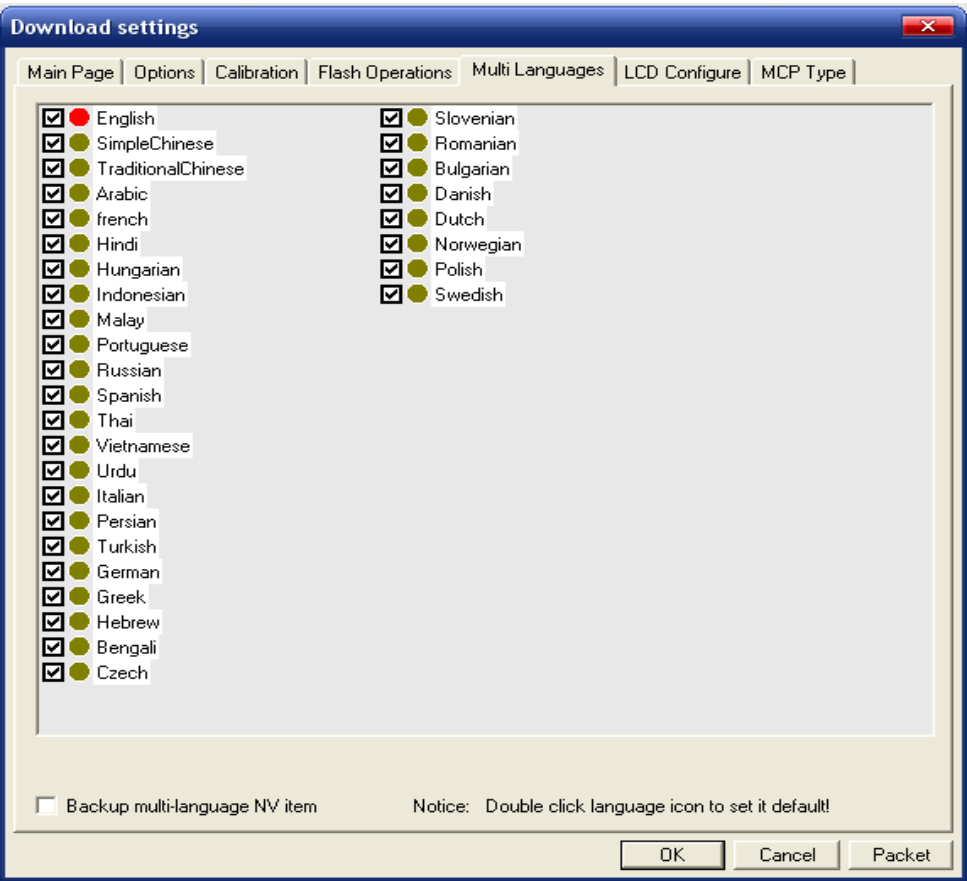 Download settings
Main Page Options Calibration Flash Operations Multi Languages LCD Configure MCP Type
English
SimpleChinese
TraditionalChinese
Arabic
french
Hindi
Hungarian
Indonesian
Malay
Portuguese
Russian
Spanish
Thai
Vietnamese
Urdu
Italian
Persian
Turkish
German
Greek
Hebrew
Bengali
Czech
Slovenian
Romanian
Bulgarian
Danish
Dutch
Norwegian
Polish
Swedish
Backup multi-language NV item
Notice: Double click language icon to set it default!
OK Cancel Packet